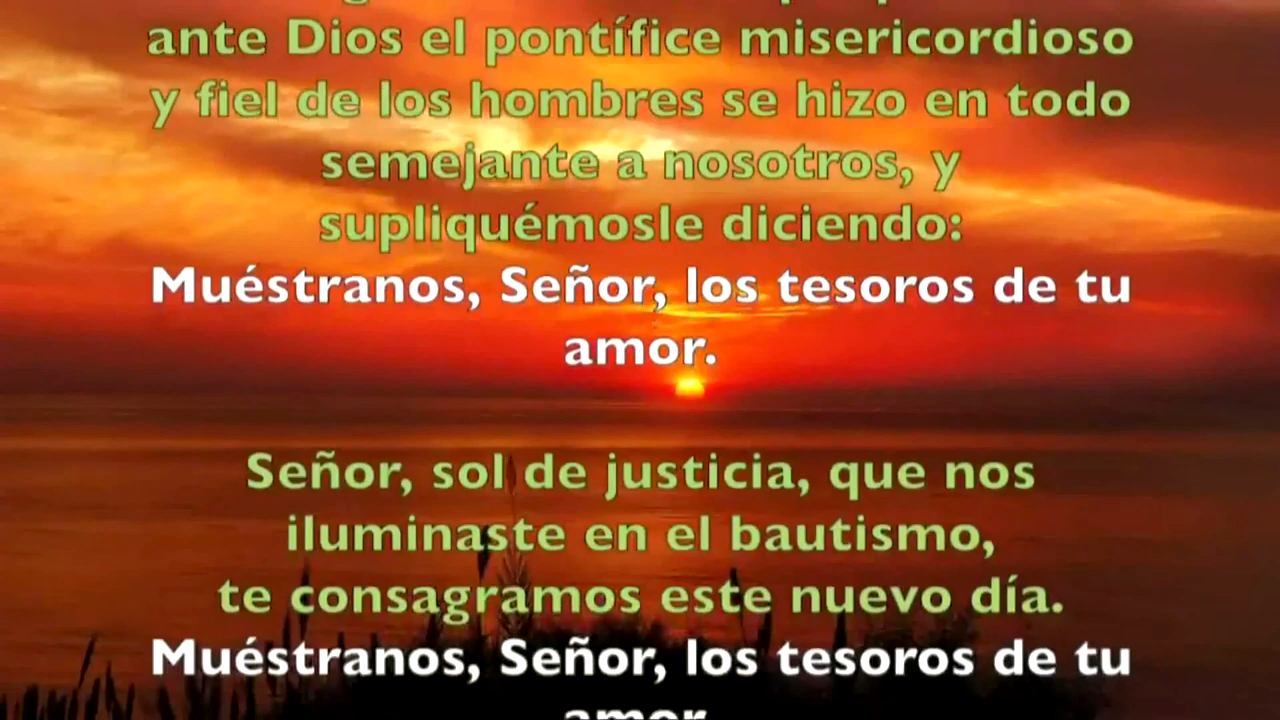 ante Dios el pontífice misericordioso
y fiel de los hombres se hizo en todo
semejante a nosotros, y
supliquémosle diciendo:
Muéstranos, Señor, los tesoros de tu
amor.
Señor, sol de justicia, que nos
iluminaste en el bautismo,
te consagramos este nuevo día.
Muéstranos, Señor, los tesoros de tu
amor.